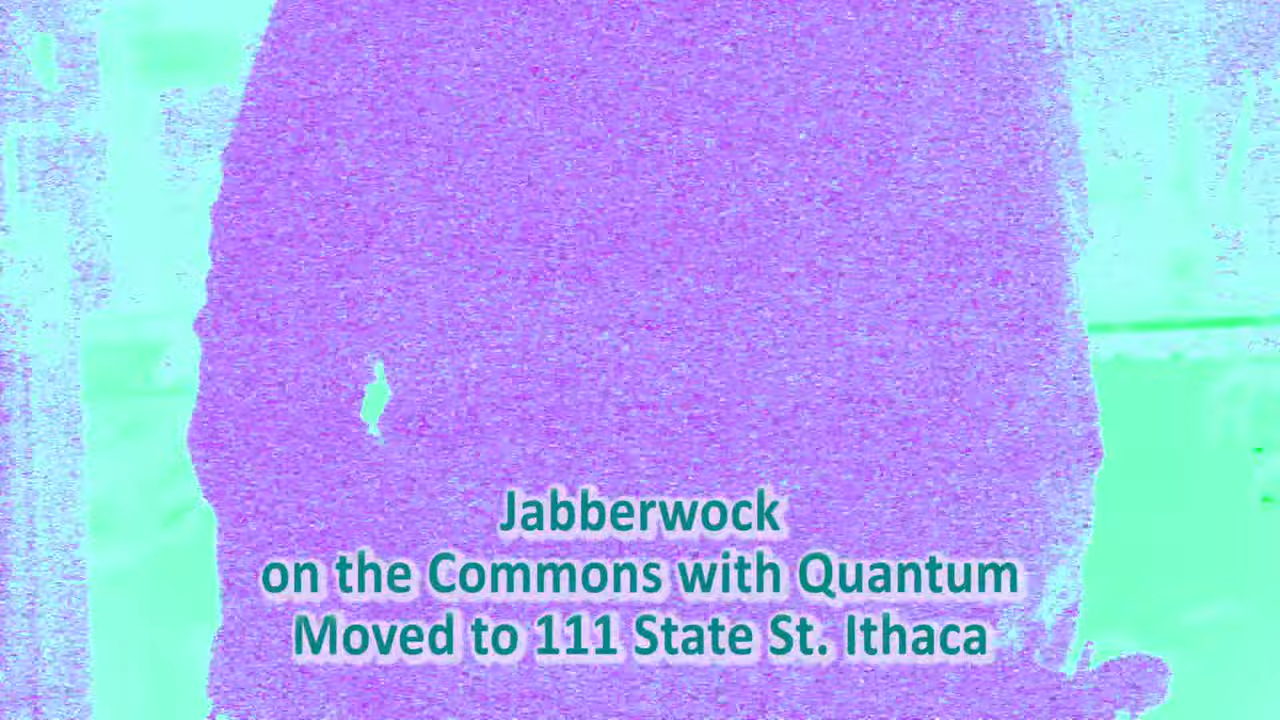 Jabberwock
on the Commons with Quantum
Moved to 111 State St. Ithaca